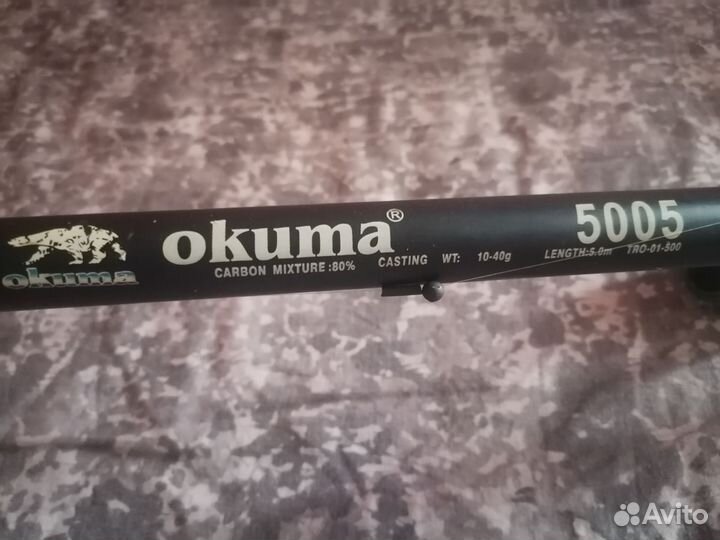 okuma
okuma®
CARBON MIXTURE:80% CASTING WT: 10-40g
5005
LENGTH:5.0m TRO-01-500
Avito